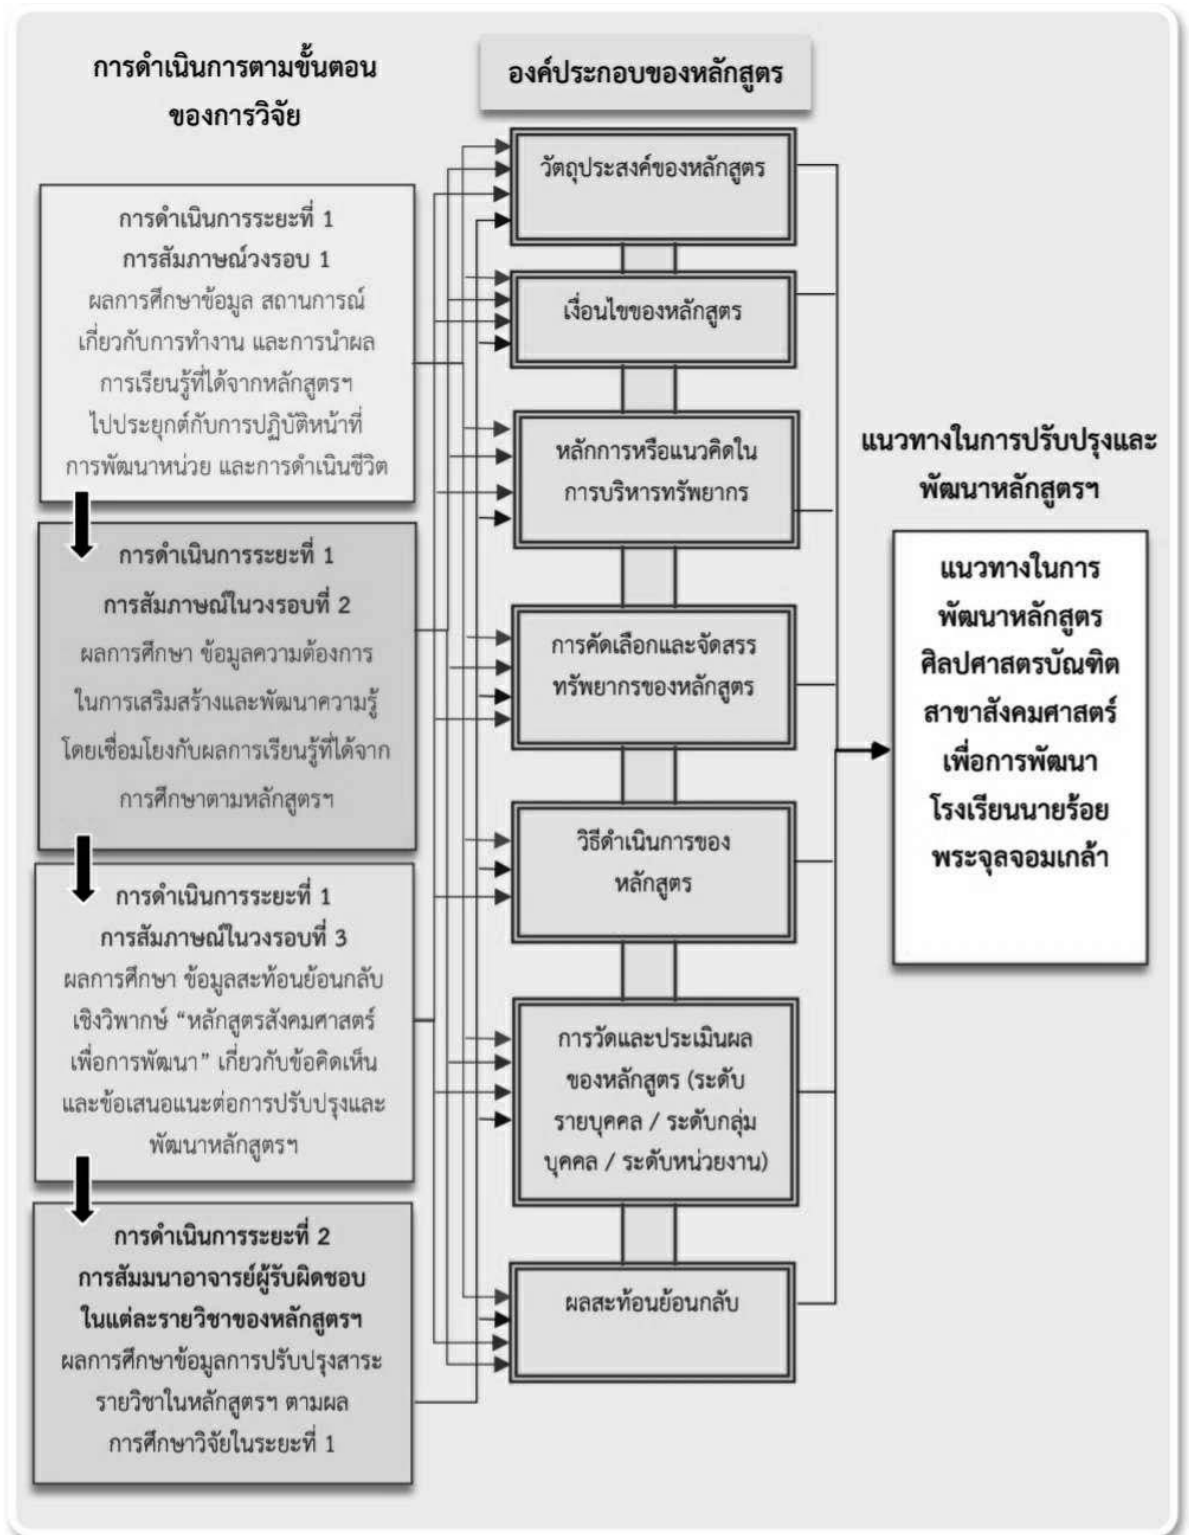 การดำเนินการตามขั้นตอน
ของการวิจัย
การดำเนินการระยะที่ 1
การสัมภาษณ์วงรอบ 1
ผลการศึกษาข้อมูล สถานการณ์
เกี่ยวกับการทำงาน และการนำผล
การเรียนรู้ที่ได้จากหลักสูตรฯ
ไปประยุกต์กับการปฏิบัติหน้าที่
การพัฒนาหน่วย และการดำเนินชีวิต
การดำเนินการระยะที่ 1
การสัมภาษณ์ในวงรอบที่ 2
ผลการศึกษา ข้อมูลความต้องการ
ในการเสริมสร้างและพัฒนาความรู้
โดยเชื่อมโยงกับผลการเรียนรู้ที่ได้จาก
การศึกษาตามหลักสูตรฯ
การดำเนินการระยะที่ 1
การสัมภาษณ์ในวงรอบที่ 3
ผลการศึกษา ข้อมูลสะท้อนย้อนกลับ
เชิงวิพากษ์ “หลักสูตรสังคมศาสตร์
เพื่อการพัฒนา” เกี่ยวกับข้อคิดเห็น
และข้อเสนอแนะต่อการปรับปรุงและ
พัฒนาหลักสูตรฯ
การดำเนินการระยะที่ 2
การสัมมนาอาจารย์ผู้รับผิดชอบ
ในแต่ละรายวิชาของหลักสูตรฯ
ผลการศึกษาข้อมูลการปรับปรุงสาระ
รายวิชาในหลักสูตรฯ ตามผล
การศึกษาวิจัยในระยะที่ 1
องค์ประกอบของหลักสูตร
วัตถุประสงค์ของหลักสูตร
เงื่อนไขของหลักสูตร
หลักการหรือแนวคิดใน
การบริหารทรัพยากร
การคัดเลือกและจัดสรร
ทรัพยากรของหลักสูตร
วิธีดำเนินการของ
หลักสูตร
การวัดและประเมินผล
ของหลักสูตร (ระดับ
รายบุคคล / ระดับกลุ่ม
บุคคล / ระดับหน่วยงาน)
ผลสะท้อนย้อนกลับ
แนวทางในการปรับปรุงและ
พัฒนาหลักสูตรฯ
แนวทางในการ
พัฒนาหลักสูตร
ศิลปศาสตรบัณฑิต
สาขาสังคมศาสตร์
เพื่อการพัฒนา
โรงเรียนนายร้อย
พระจุลจอมเกล้า